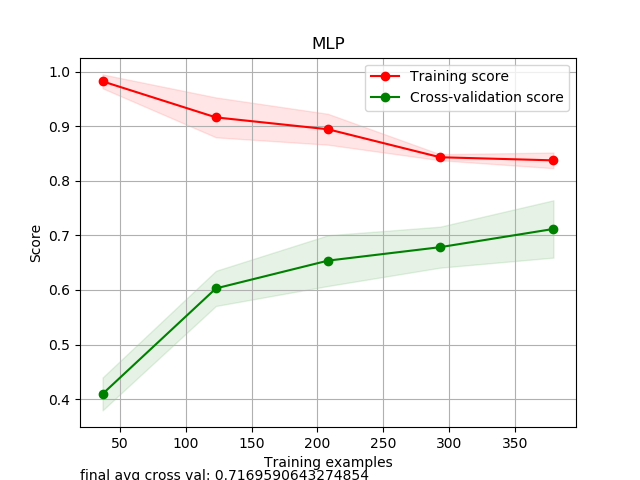 MLP
Training score
Cross-validation score
1.0
0.9
0.8
0.7
0.6
0.5
0.4
Score
50 100 150 200 250 300 350
Training examples
final avg cross val: 0.7169590643274854